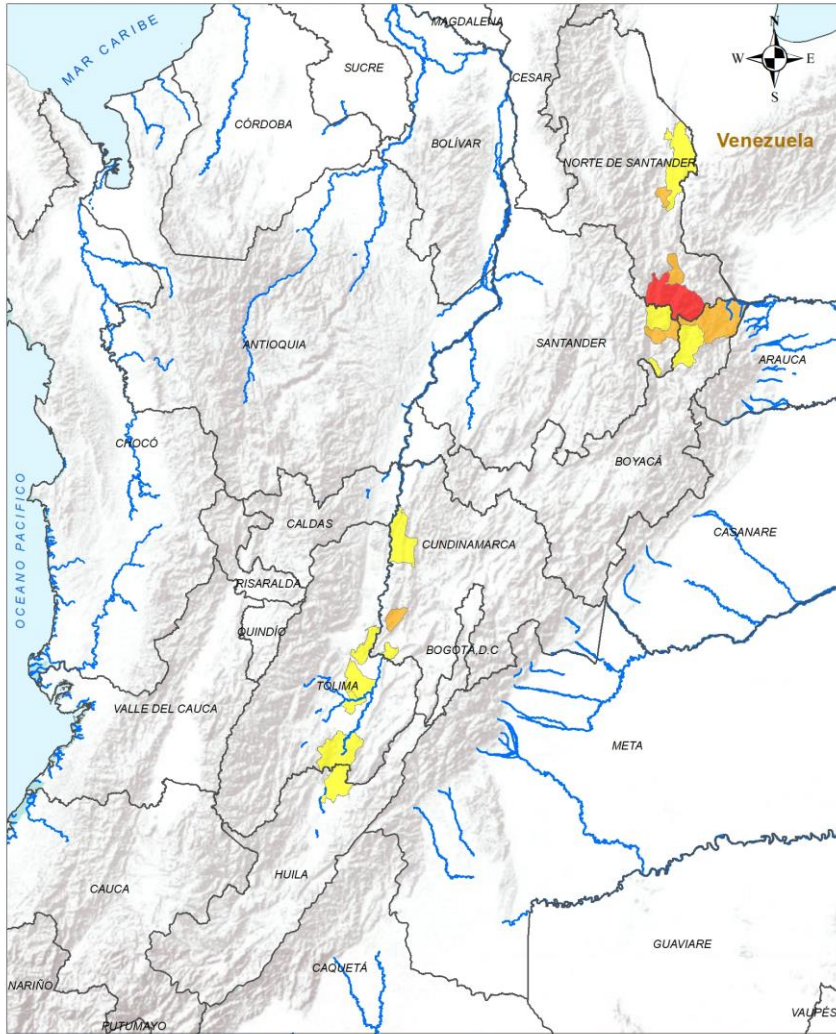 MAGDALENA
MAR CARIBE
N
W E
S
SUCRE
CESAR
CÓRDOBA
BOLÍVAR
Venezuela
NORTE DE SANTANDER
ANTIOQUIA
SANTANDER
ARAUCA
CHOCÓ
BOYACÁ
OCEANO PACIFICO
CALDAS
CUNDINAMARCA
CASANARE
RISARALDA
QUINDÍO
BOGOTÁ,D.C
TOLIMA
VALLE DEL CAUCA
META
HUILA
CAUCA
GUAVIARE
CAQUETÁ
NARIÑO
VAUPÉS
PUTUMAYO